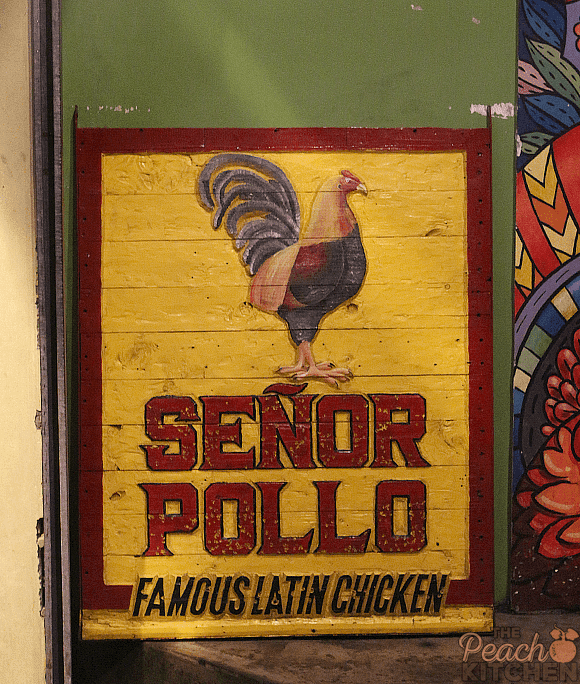 SEÑOR
POLLO
FAMOUS LATIN CHICKEN
THE
Peach
KITCHEN